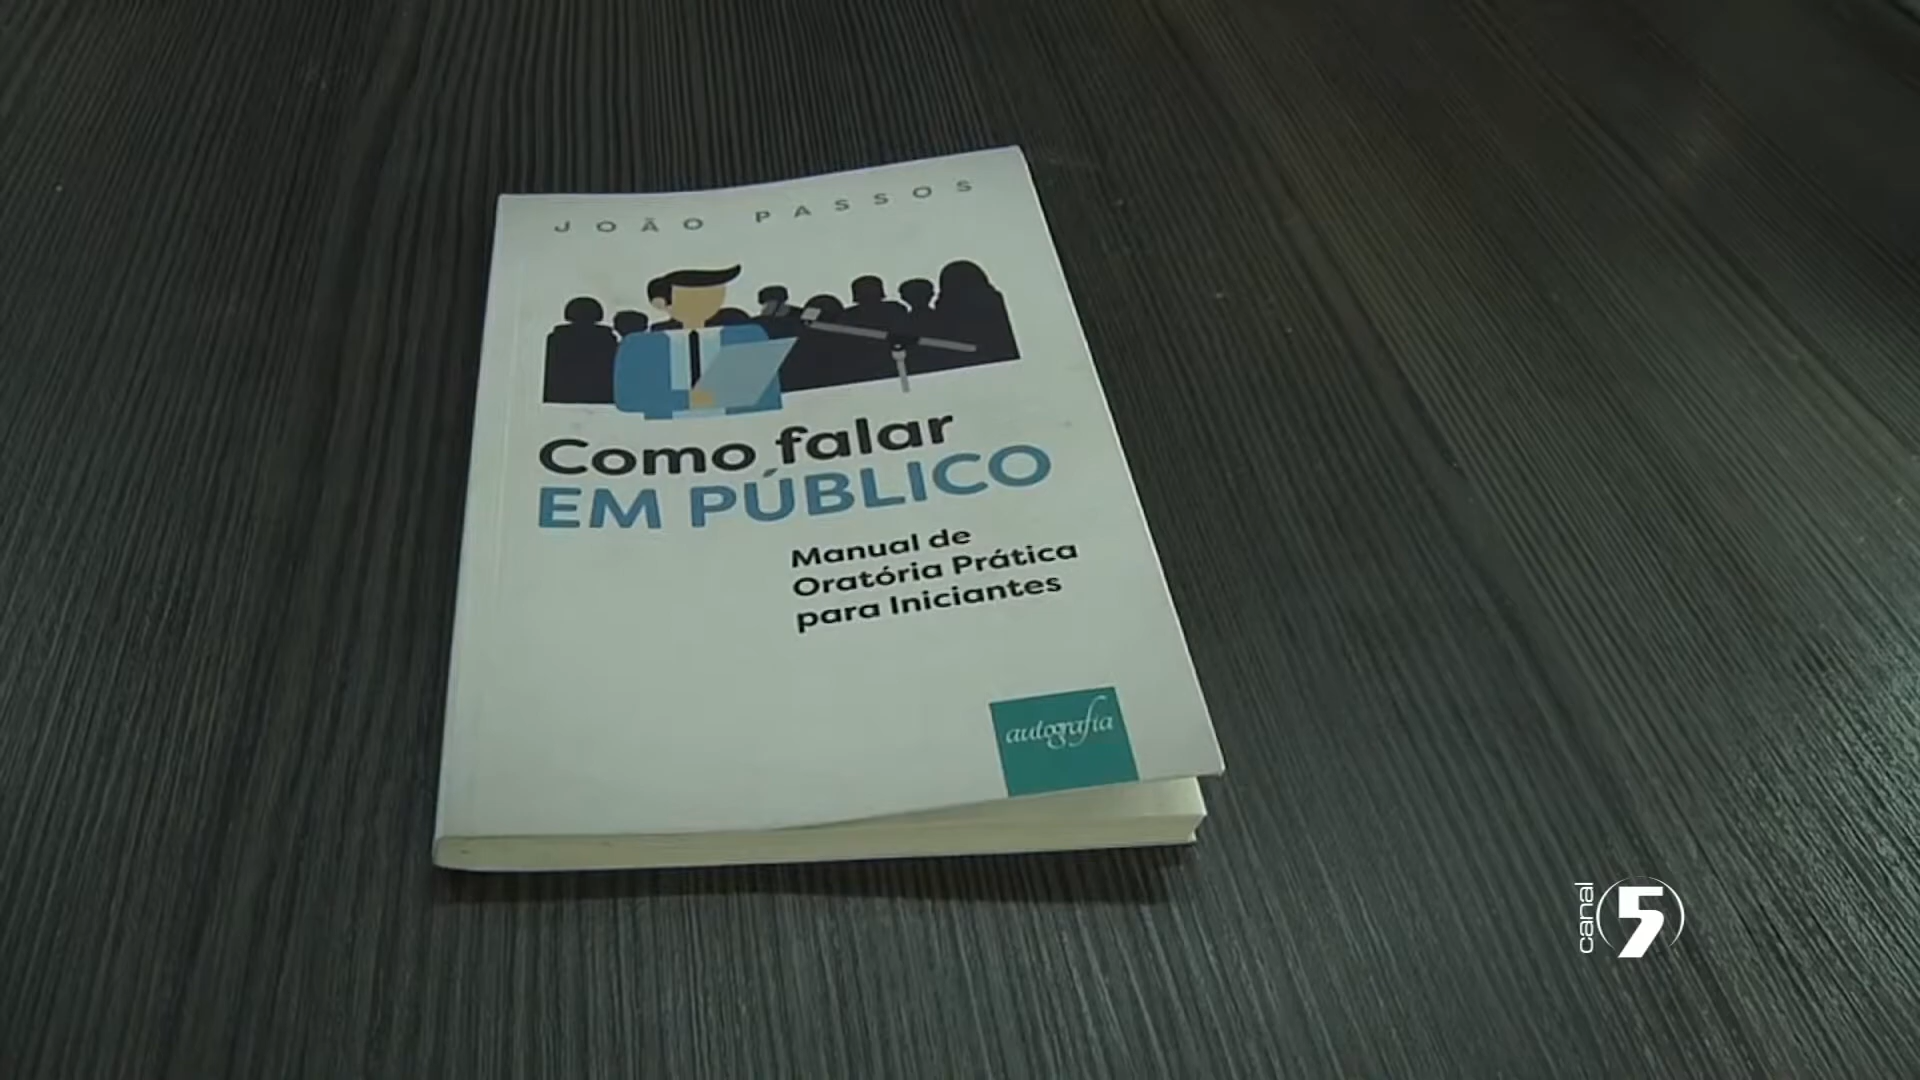 JOÃO PASSOS
Como falar
EM PÚBLICO
Manual de
Oratória Prática
para Iniciantes
autografia
canal 5